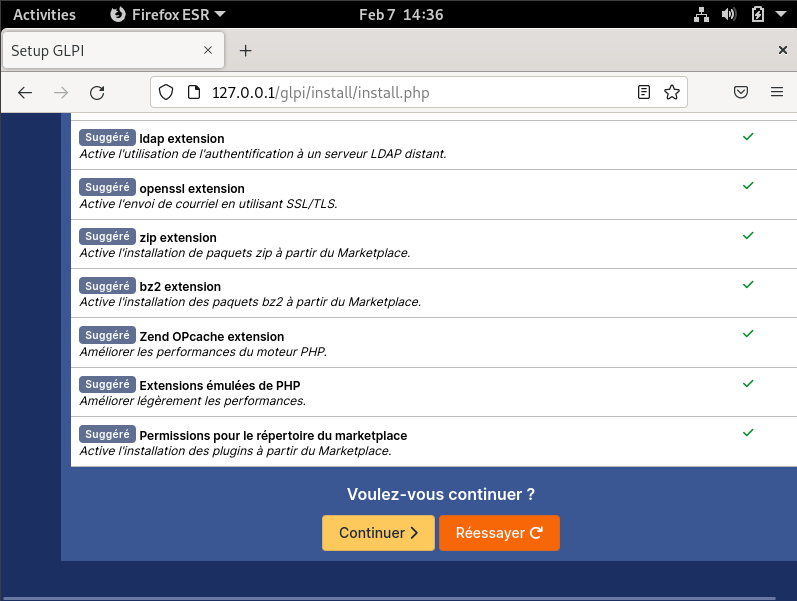 Activities Firefox ESR Feb 7 14:36
Setup GLPI
127.0.0.1/glpi/install/install.php
Suggéré ldap extension
Active l'utilisation de l'authentification à un serveur LDAP distant.
Suggéré openssl extension
Active l'envoi de courriel en utilisant SSL/TLS.
Suggéré zip extension
Active l'installation de paquets zip à partir du Marketplace.
Suggéré bz2 extension
Active l'installation des paquets bz2 à partir du Marketplace.
Suggéré Zend OPcache extension
Améliorer les performances du moteur PHP.
Suggéré Extensions émulées de PHP
Améliorer légèrement les performances.
Suggéré Permissions pour le répertoire du marketplace
Active l'installation des plugins à partir du Marketplace.
Voulez-vous continuer ?
Continuer Réessayer